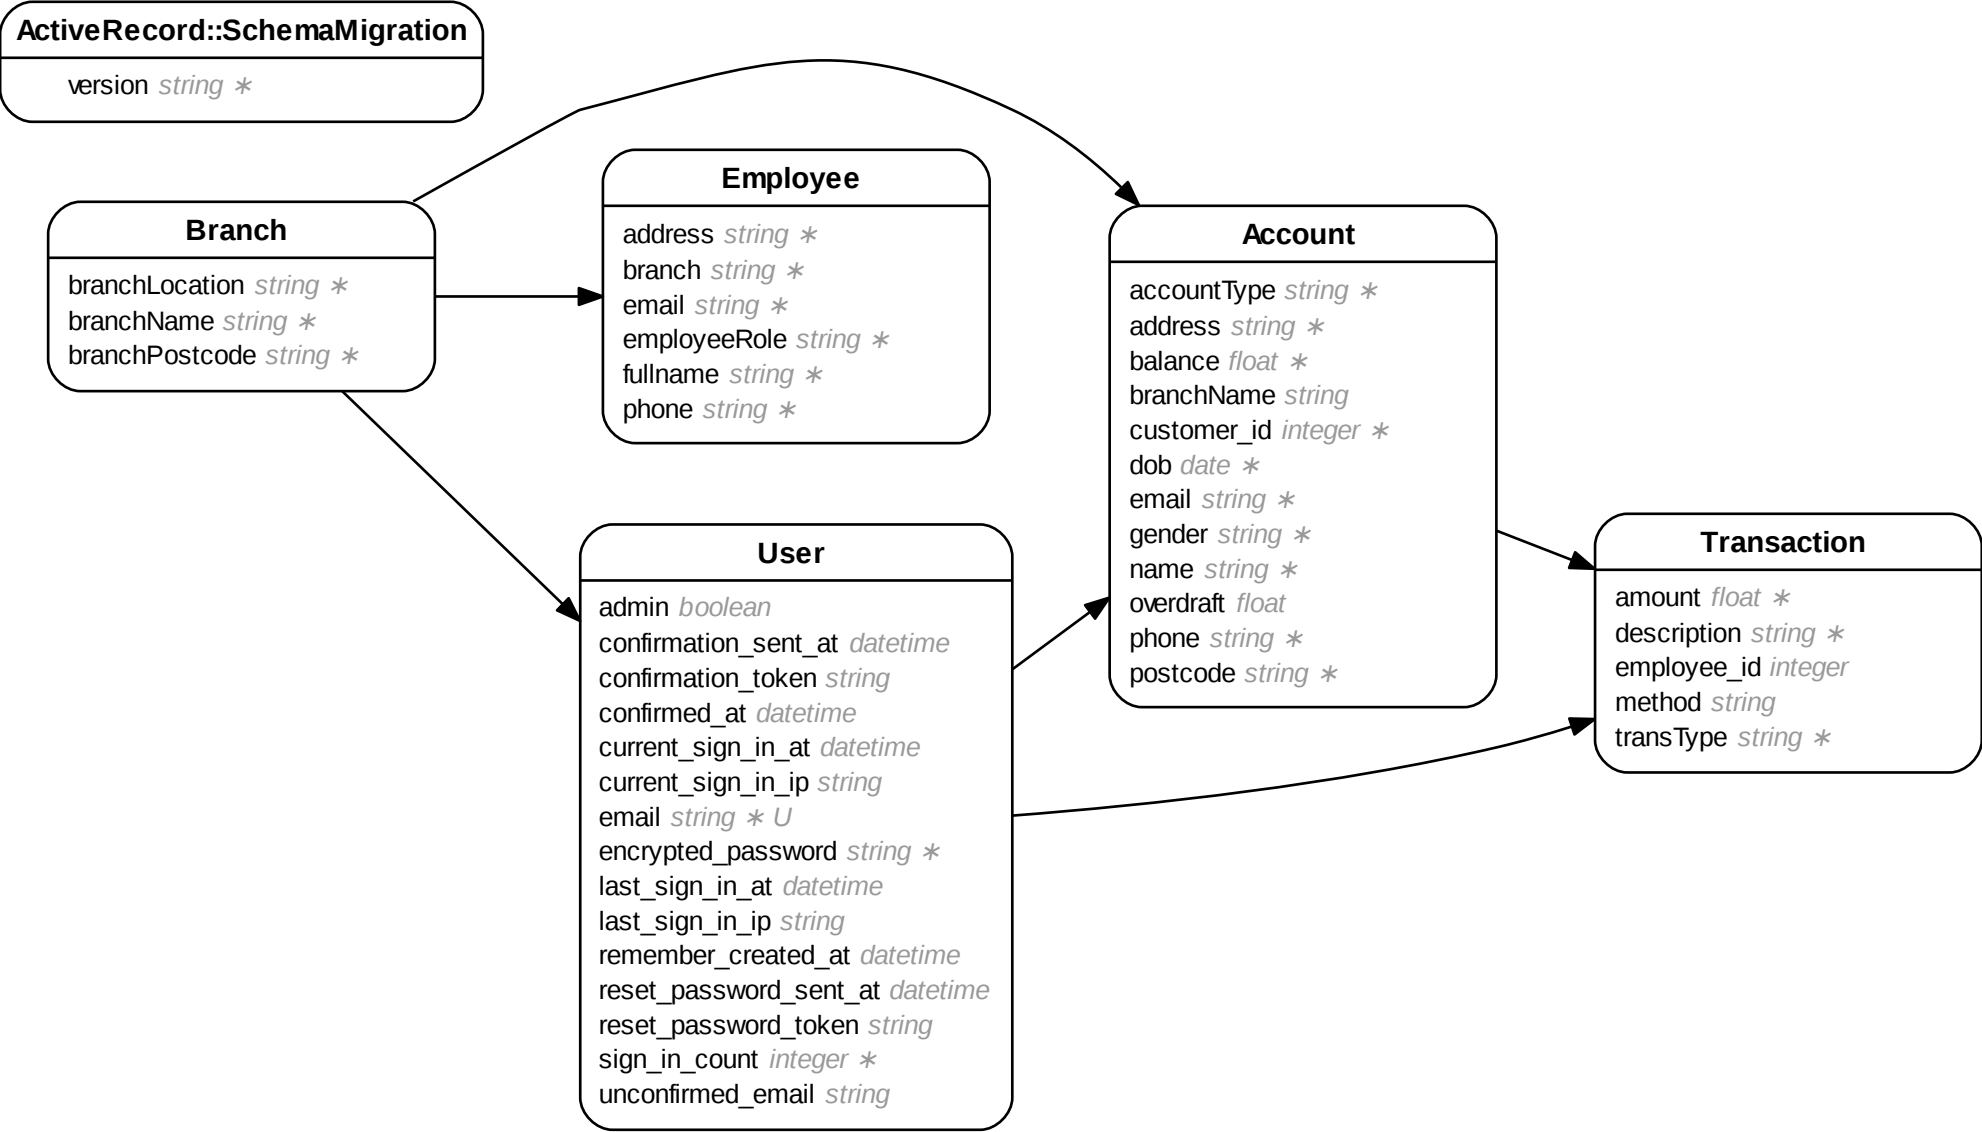 ActiveRecord::SchemaMigration
version string ∗
Branch
branchLocation string ∗
branchName string ∗
branchPostcode string ∗
Employee
address string ∗
branch string ∗
email string ∗
employeeRole string ∗
fullname string ∗
phone string ∗
User
admin boolean
confirmation_sent_at datetime
confirmation_token string
confirmed_at datetime
current_sign_in_at datetime
current_sign_in_ip string
email string ∗ U
encrypted_password string ∗
last_sign_in_at datetime
last_sign_in_ip string
remember_created_at datetime
reset_password_sent_at datetime
reset_password_token string
sign_in_count integer ∗
unconfirmed_email string
Account
accountType string ∗
address string ∗
balance float ∗
branchName string
customer_id integer ∗
dob date ∗
email string ∗
gender string ∗
name string ∗
overdraft float
phone string ∗
postcode string ∗
Transaction
amount float ∗
description string ∗
employee_id integer
method string
transType string ∗